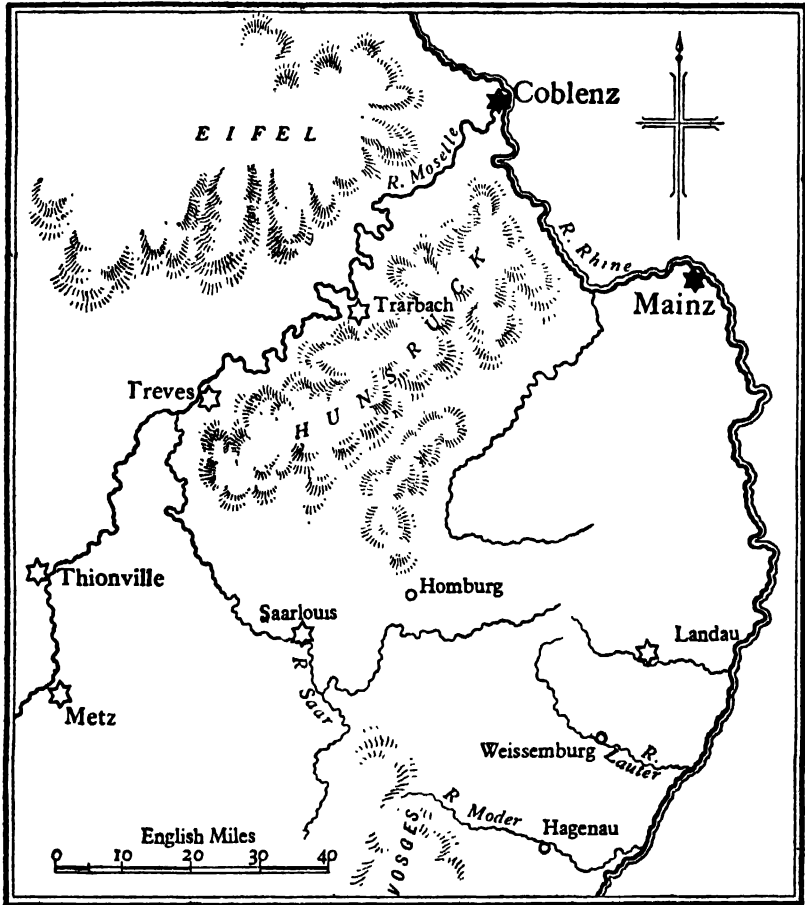 Coblenz
EIFEL
R. Moselle
R. Rhine
Mainz
Trarbach
HUNSRUCK
Treves
Thionville
Homburg
Saarlouis
Landau
R Saar
Metz
Weissemburg
R. Lauter
R Moder
Hagenau
VOSGES
English Miles
0 10 20 30 40